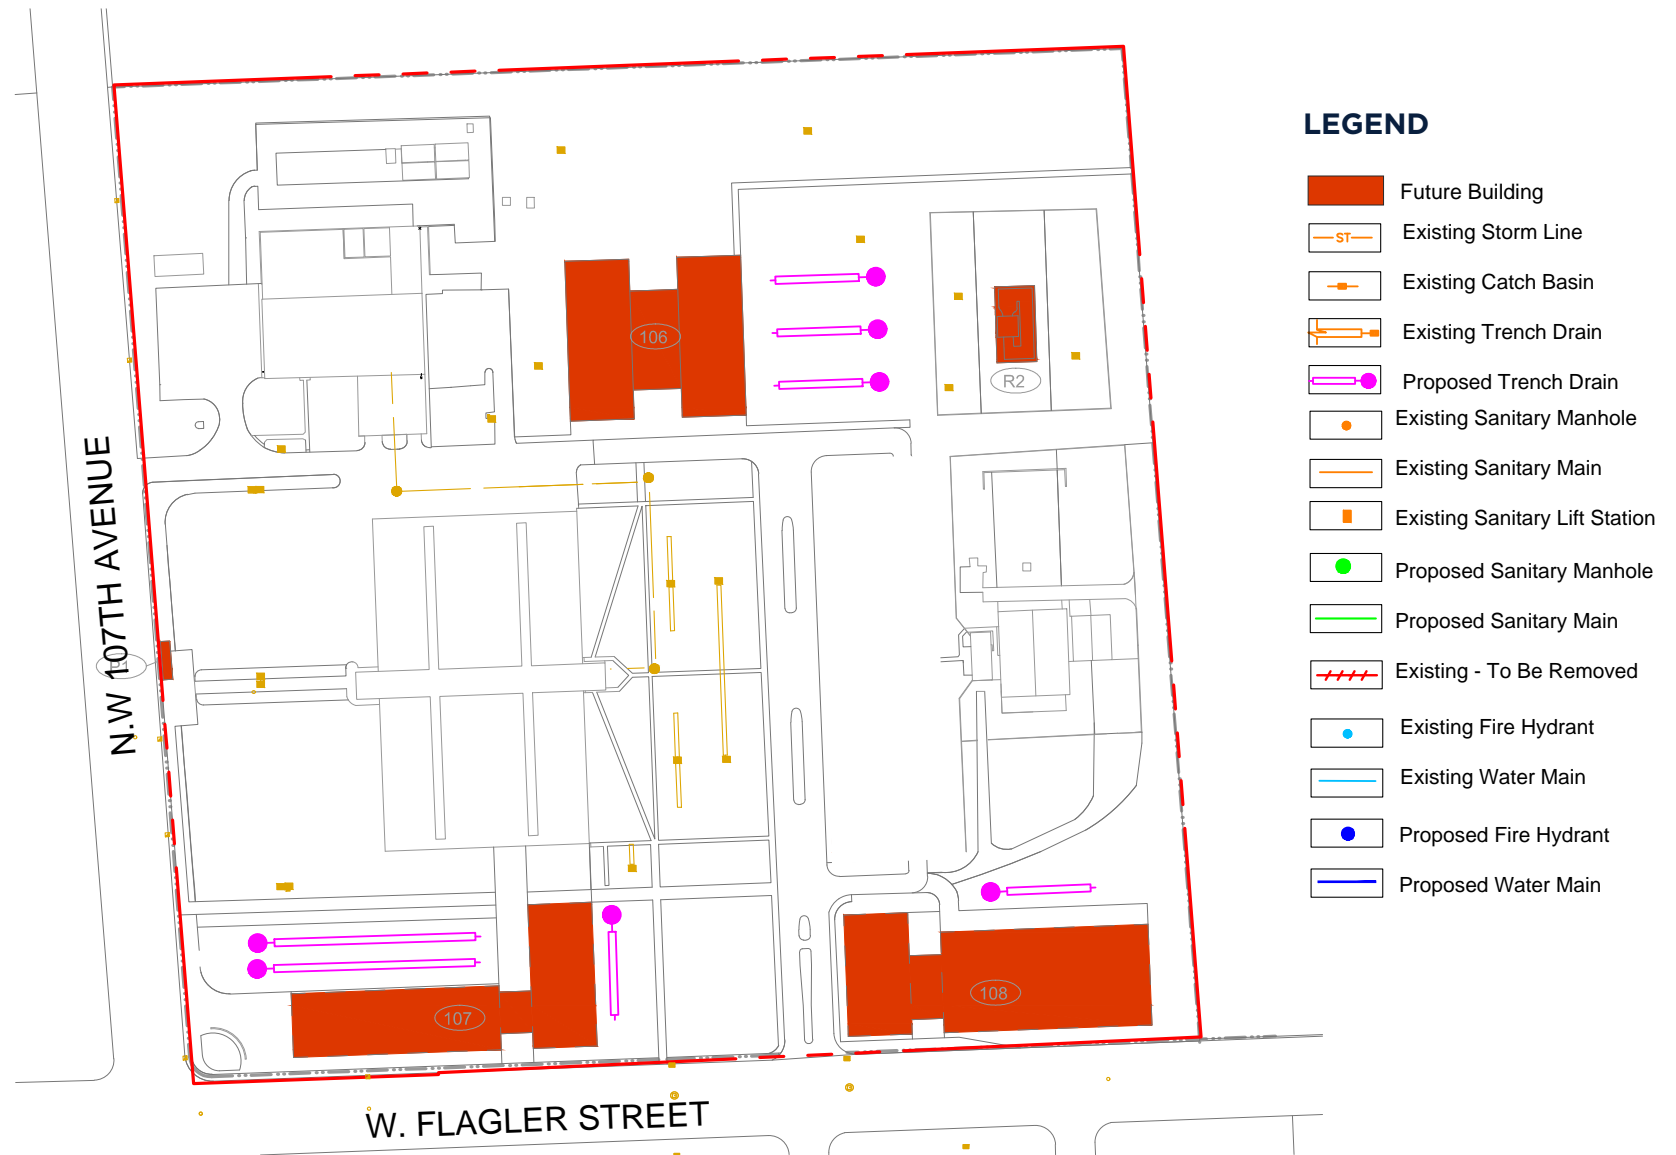 LEGEND
Future Building
ST
Existing Storm Line
Existing Catch Basin
Existing Trench Drain
Proposed Trench Drain
Existing Sanitary Manhole
Existing Sanitary Main
Existing Sanitary Lift Station
Proposed Sanitary Manhole
Proposed Sanitary Main
Existing - To Be Removed
Existing Fire Hydrant
Existing Water Main
Proposed Fire Hydrant
Proposed Water Main
106
R2
N.W 107TH AVENUE
107
108
W. FLAGLER STREET